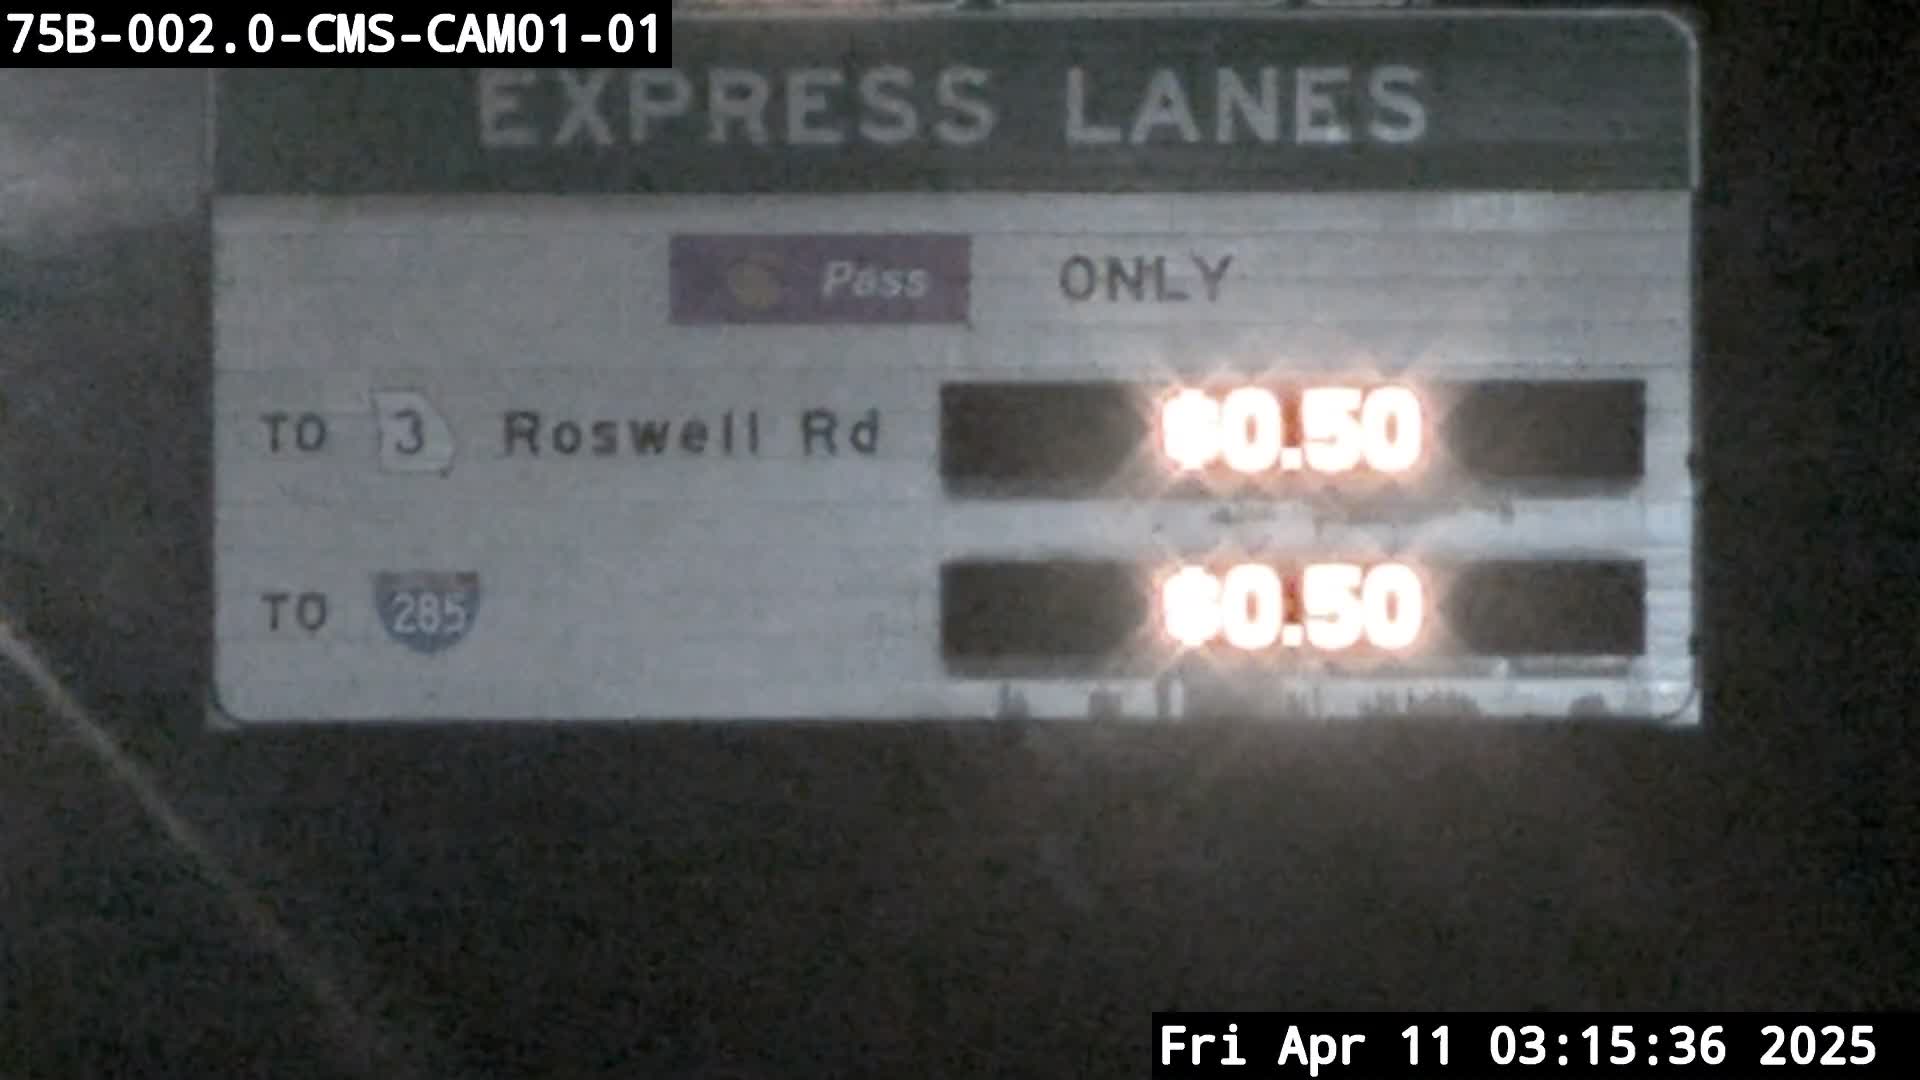 75B-002.0-CMS-CAM01-01
EXPRESS LANES
Pass ONLY
TO 3 Roswell Rd $0.50
TO 285 $0.50
Fri Apr 11 03:15:36 2025